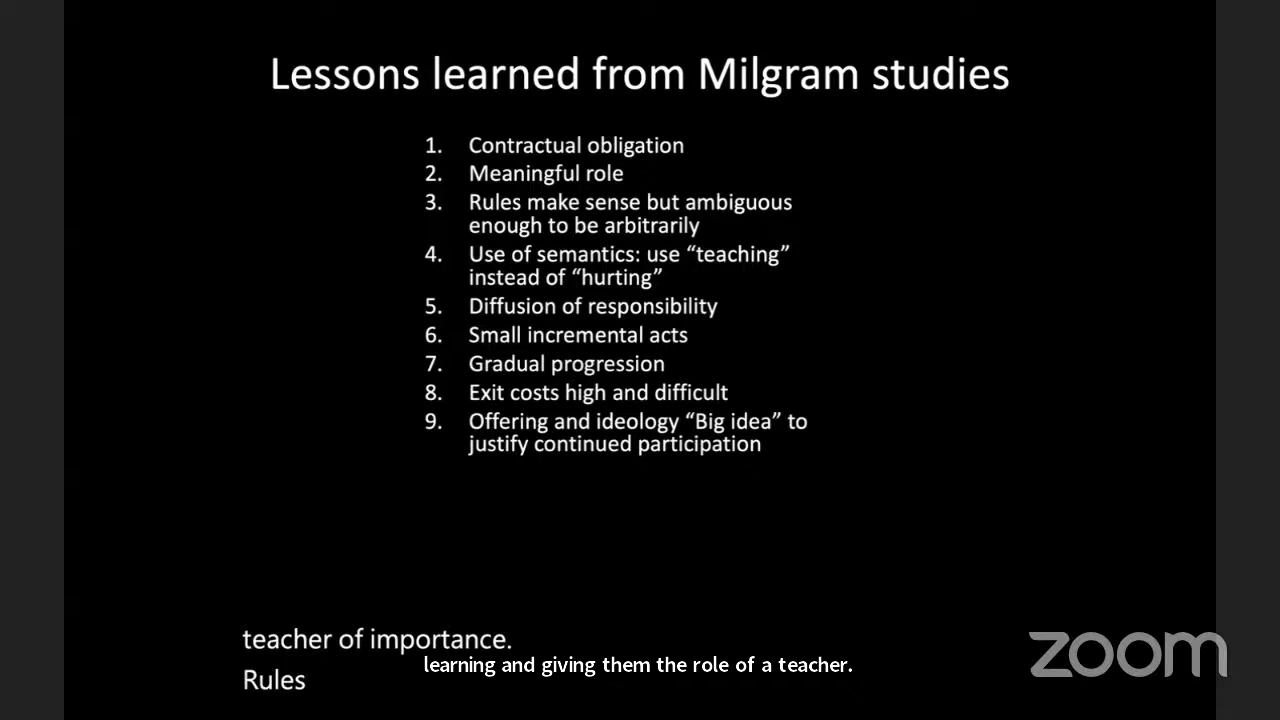 Lessons learned from Milgram studies
1. Contractual obligation
2. Meaningful role
3. Rules make sense but ambiguous
enough to be arbitrarily
4. Use of semantics: use “teaching”
instead of “hurting”
5. Diffusion of responsibility
6. Small incremental acts
7. Gradual progression
8. Exit costs high and difficult
9. Offering and ideology “Big idea” to
justify continued participation
teacher of importance.
learning and giving them the role of a teacher.
Rules
zoom